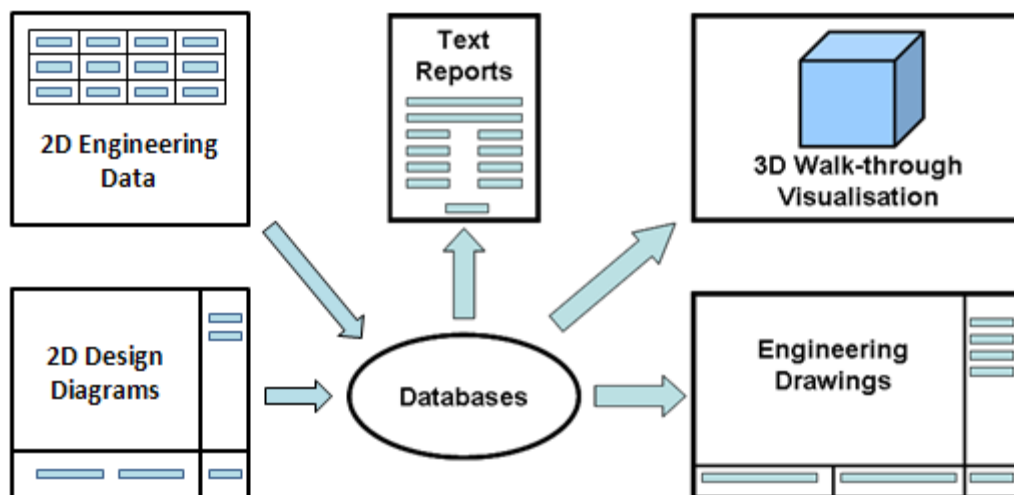 2D Engineering
Data
Text
Reports
3D Walk-through
Visualisation
2D Design
Diagrams
Databases
Engineering
Drawings